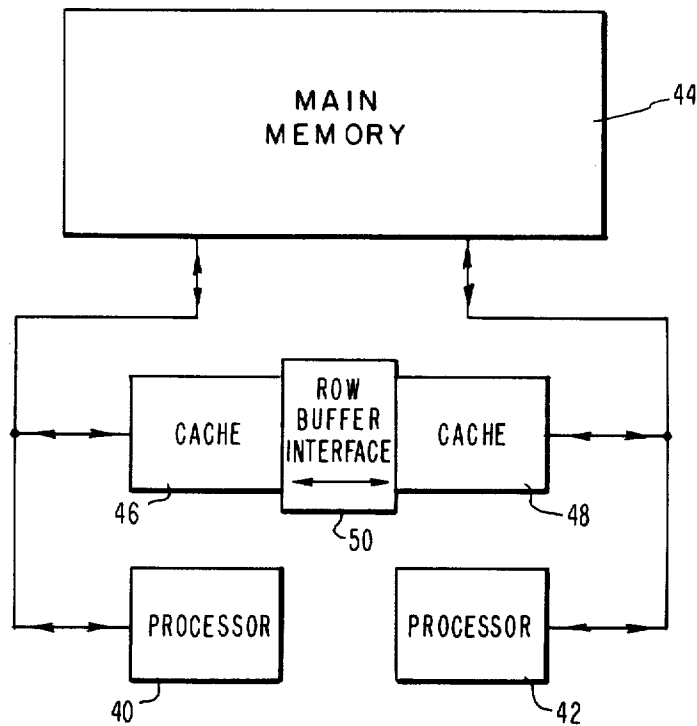 MAIN
MEMORY
44
CACHE
ROW
BUFFER
INTERFACE
CACHE
46
50
48
PROCESSOR
PROCESSOR
40
42